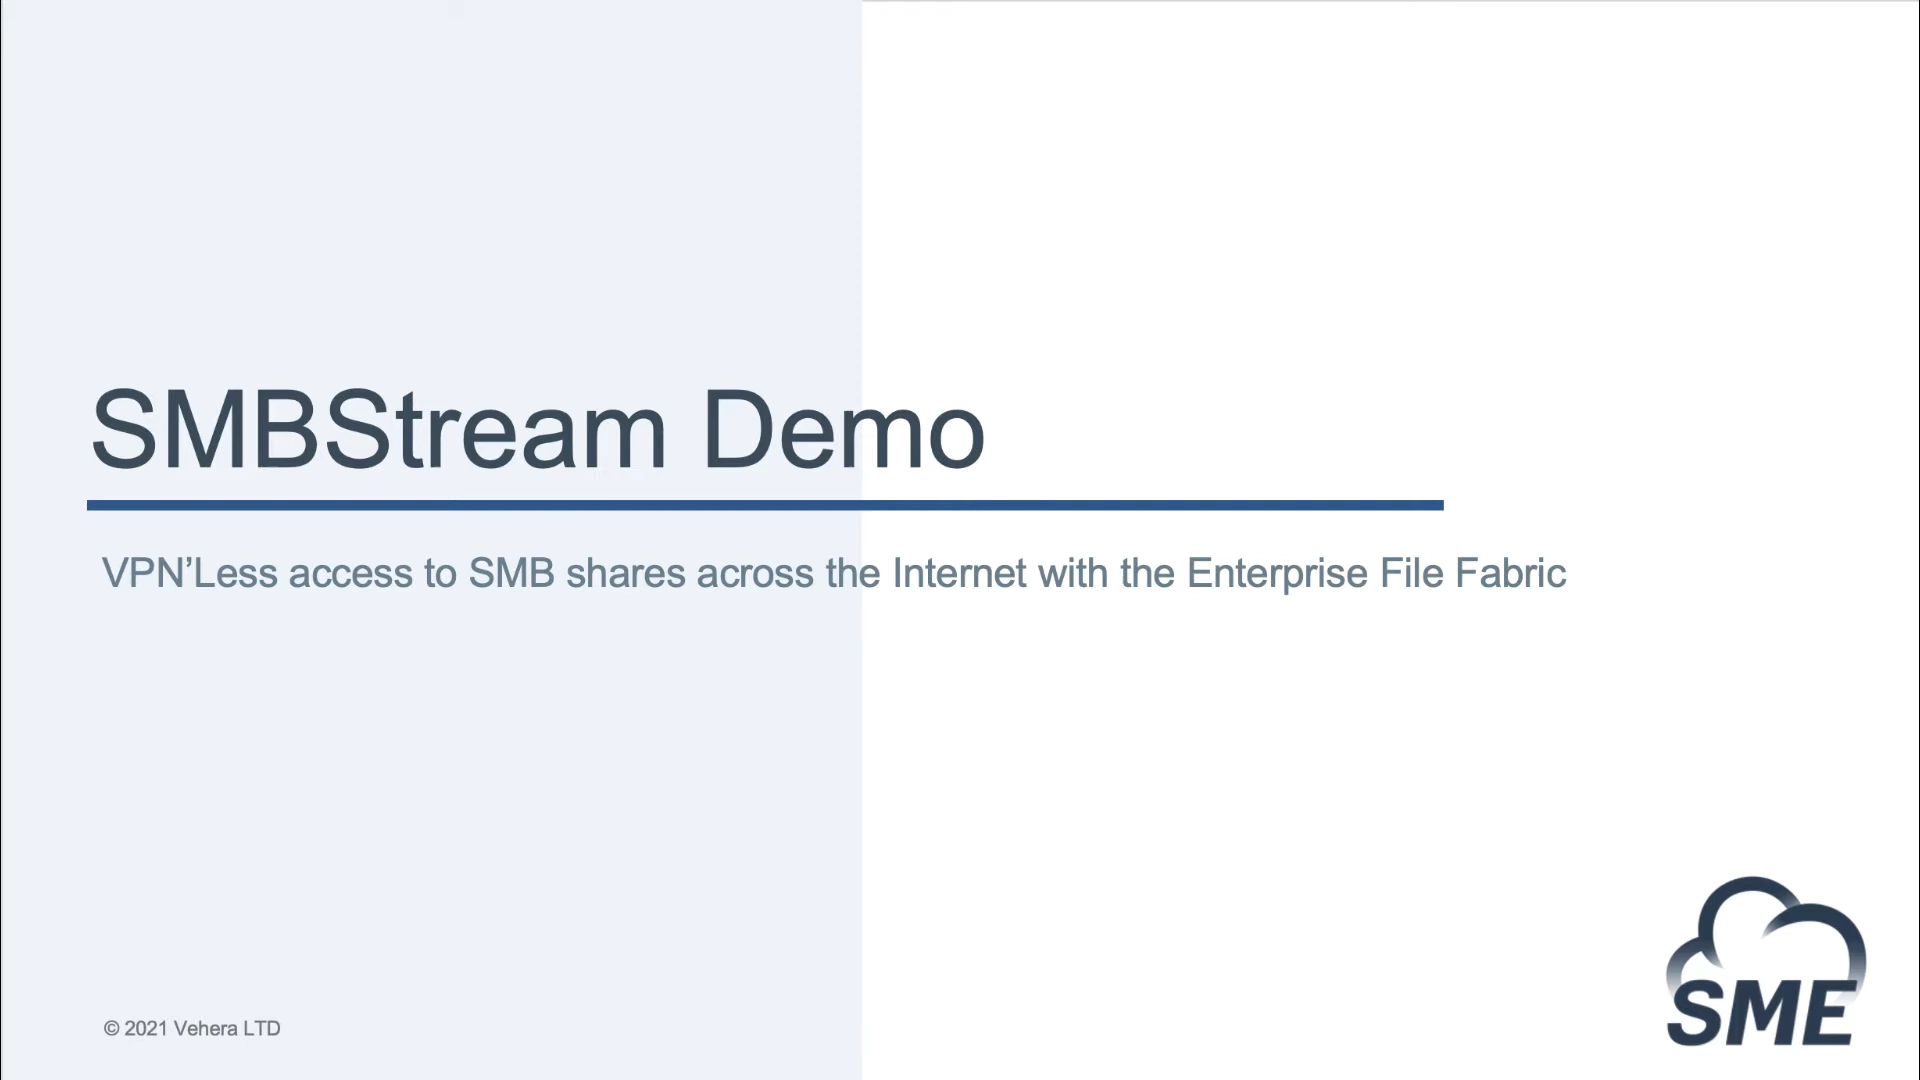 SMBStream Demo
VPN’Less access to SMB shares across the Internet with the Enterprise File Fabric
© 2021 Vehera LTD
SME